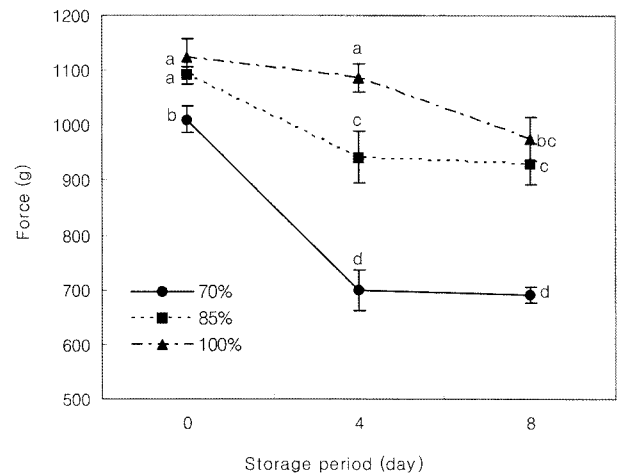 1200
1100
1000
900
800
700
600
500
Force (g)
a
a
b
a
c
d
bc
c
d
70%
85%
100%
0
4
8
Storage period (day)